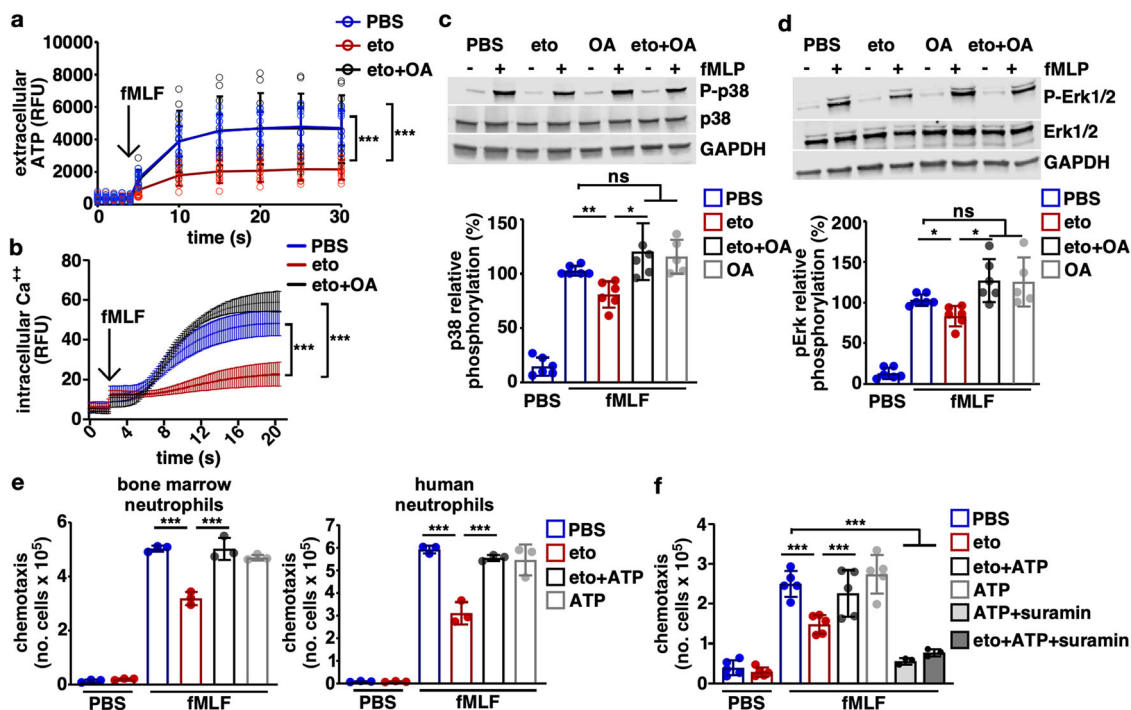 a
PBS
eto
eto+OA
fMLF
***
***
extracellular
ATP (RFU)
10000
8000
6000
4000
2000
0
0 10 20 30
time (s)
b
PBS
eto
eto+OA
fMLF
***
***
intracellular Ca++
(RFU)
80
60
40
20
0
0 4 8 12 16 20
time (s)
c
PBS eto OA eto+OA
- + - + - + - + fMLP
P-p38
p38
GAPDH
ns
** *
PBS
eto
eto+OA
OA
p38 relative
phosphorylation (%)
150
100
50
0
PBS fMLF
d
PBS eto OA eto+OA
- + - + - + - + fMLP
P-Erk1/2
Erk1/2
GAPDH
ns
* *
PBS
eto
eto+OA
OA
pErk relative
phosphorylation (%)
200
150
100
50
0
PBS fMLF
e
bone marrow
neutrophils
*** ***
chemotaxis
(no. cells x 10⁵)
6
4
2
0
PBS fMLF
human
neutrophils
*** ***
chemotaxis
(no. cells x 10⁵)
8
6
4
2
0
PBS fMLF
PBS
eto
eto+ATP
ATP
f
***
*** ***
chemotaxis
(no. cells x 10⁵)
4
3
2
1
0
PBS fMLF
PBS
eto
eto+ATP
ATP
ATP+suramin
eto+ATP+suramin